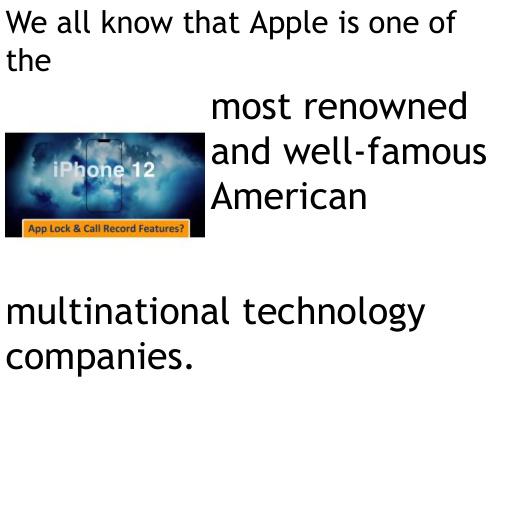 We all know that Apple is one of
the
most renowned
and well-famous
American
iPhone 12
App Lock & Call Record Features?
multinational technology
companies.